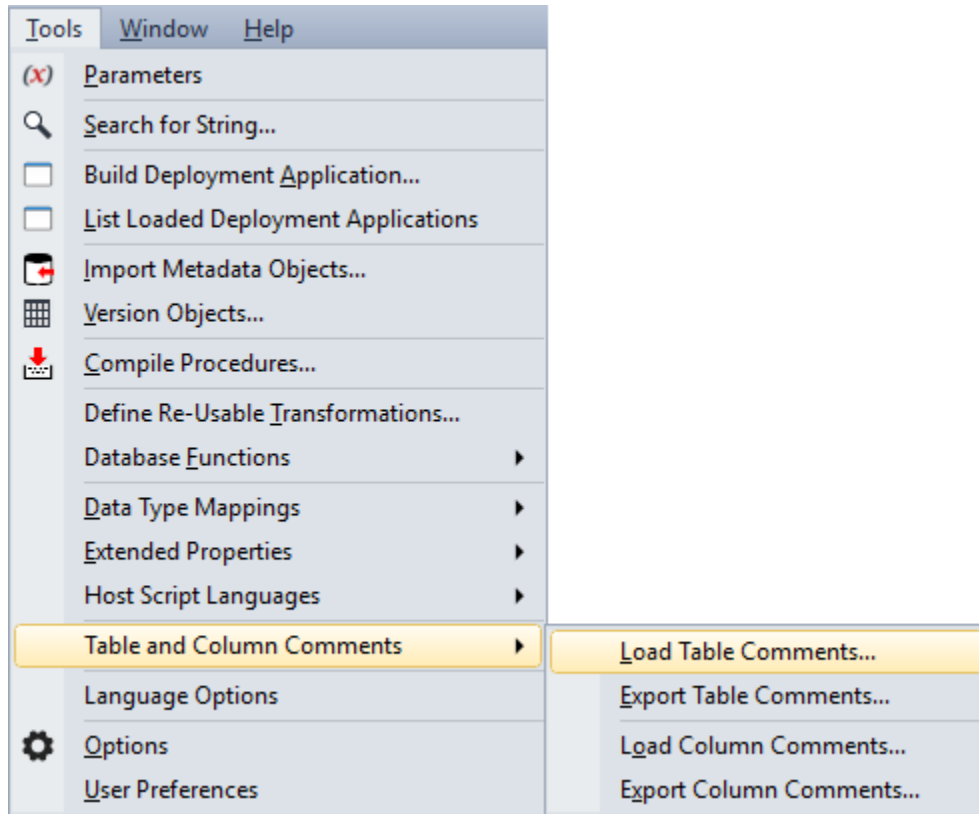 Tools Window Help
(x) Parameters
Search for String...
Build Deployment Application...
List Loaded Deployment Applications
Import Metadata Objects...
Version Objects...
Compile Procedures...
Define Re-Usable Transformations...
Database Functions
Data Type Mappings
Extended Properties
Host Script Languages
Table and Column Comments
Language Options
Options
User Preferences
Load Table Comments...
Export Table Comments...
Load Column Comments...
Export Column Comments...